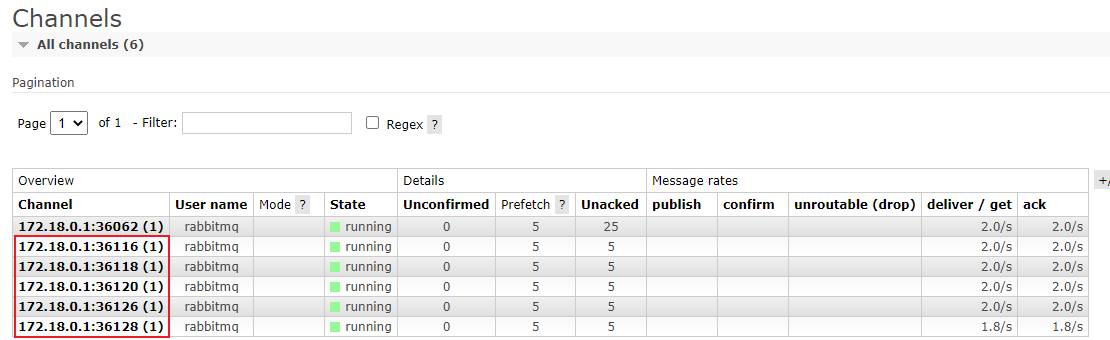 Channels
All channels (6)
Pagination
Page 1 of 1 - Filter: Regex ?
Overview Details Message rates +/
Channel User name Mode ? State Unconfirmed Prefetch ? Unacked publish confirm unroutable (drop) deliver / get ack
172.18.0.1:36062 (1) rabbitmq running 0 5 25 2.0/s 2.0/s
172.18.0.1:36116 (1) rabbitmq running 0 5 5 2.0/s 2.0/s
172.18.0.1:36118 (1) rabbitmq running 0 5 5 2.0/s 2.0/s
172.18.0.1:36120 (1) rabbitmq running 0 5 5 2.0/s 2.0/s
172.18.0.1:36126 (1) rabbitmq running 0 5 5 2.0/s 2.0/s
172.18.0.1:36128 (1) rabbitmq running 0 5 5 1.8/s 1.8/s